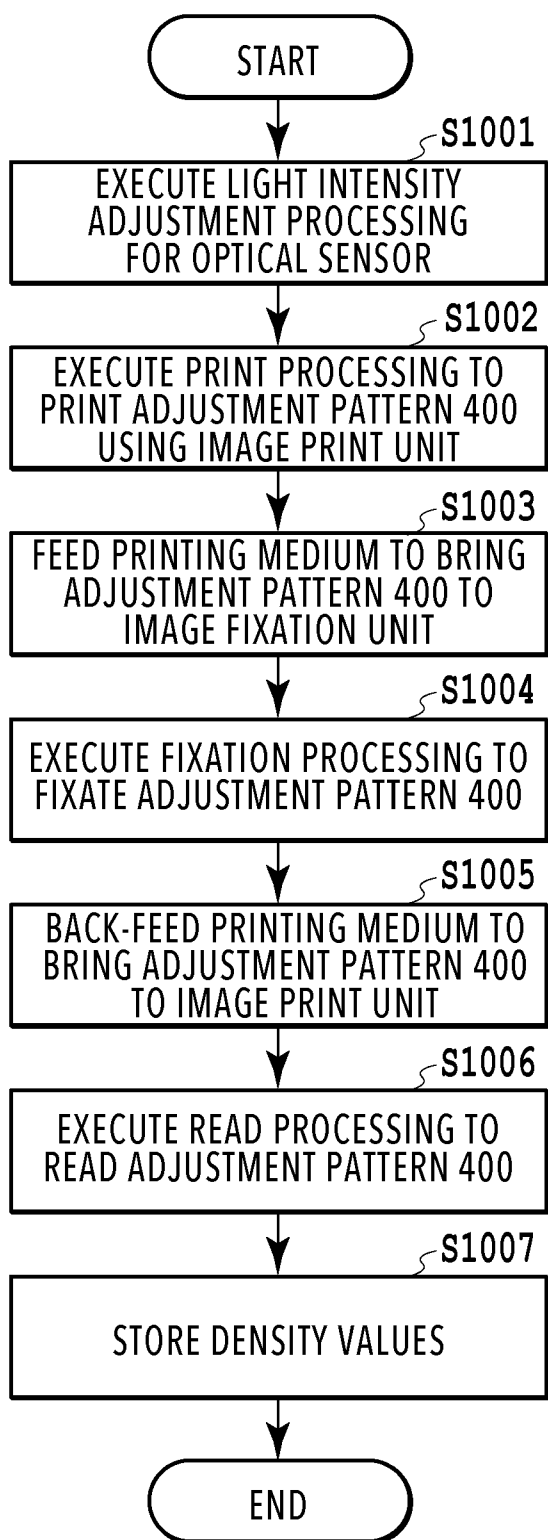 START
S1001
EXECUTE LIGHT INTENSITY
ADJUSTMENT PROCESSING
FOR OPTICAL SENSOR
S1002
EXECUTE PRINT PROCESSING TO
PRINT ADJUSTMENT PATTERN 400
USING IMAGE PRINT UNIT
S1003
FEED PRINTING MEDIUM TO BRING
ADJUSTMENT PATTERN 400 TO
IMAGE FIXATION UNIT
S1004
EXECUTE FIXATION PROCESSING TO
FIXATE ADJUSTMENT PATTERN 400
S1005
BACK-FEED PRINTING MEDIUM TO
BRING ADJUSTMENT PATTERN 400
TO IMAGE PRINT UNIT
S1006
EXECUTE READ PROCESSING TO
READ ADJUSTMENT PATTERN 400
S1007
STORE DENSITY VALUES
END